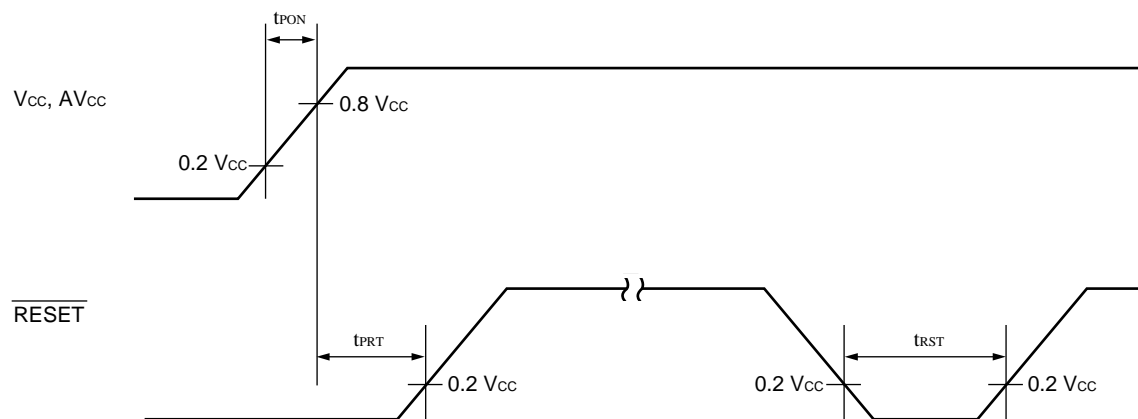 tPON
VCC, AVCC
0.8 VCC
0.2 VCC
RESET
tPRT
tRST
0.2 VCC
0.2 VCC
0.2 VCC